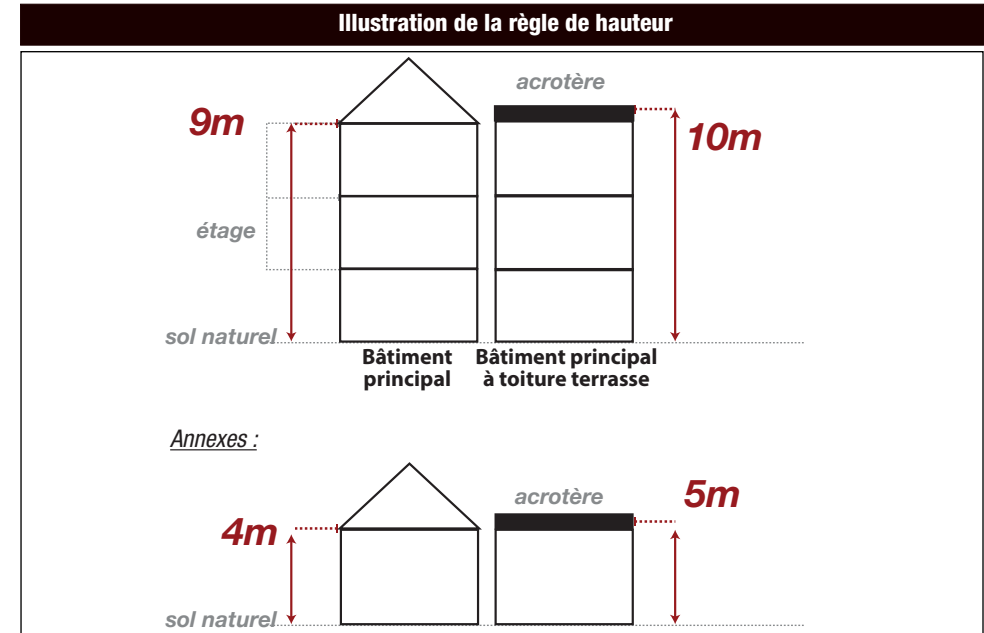 Illustration de la règle de hauteur
acrotère
9m
10m
étage
sol naturel
Bâtiment principal
Bâtiment principal à toiture terrasse
Annexes :
acrotère
5m
4m
sol naturel